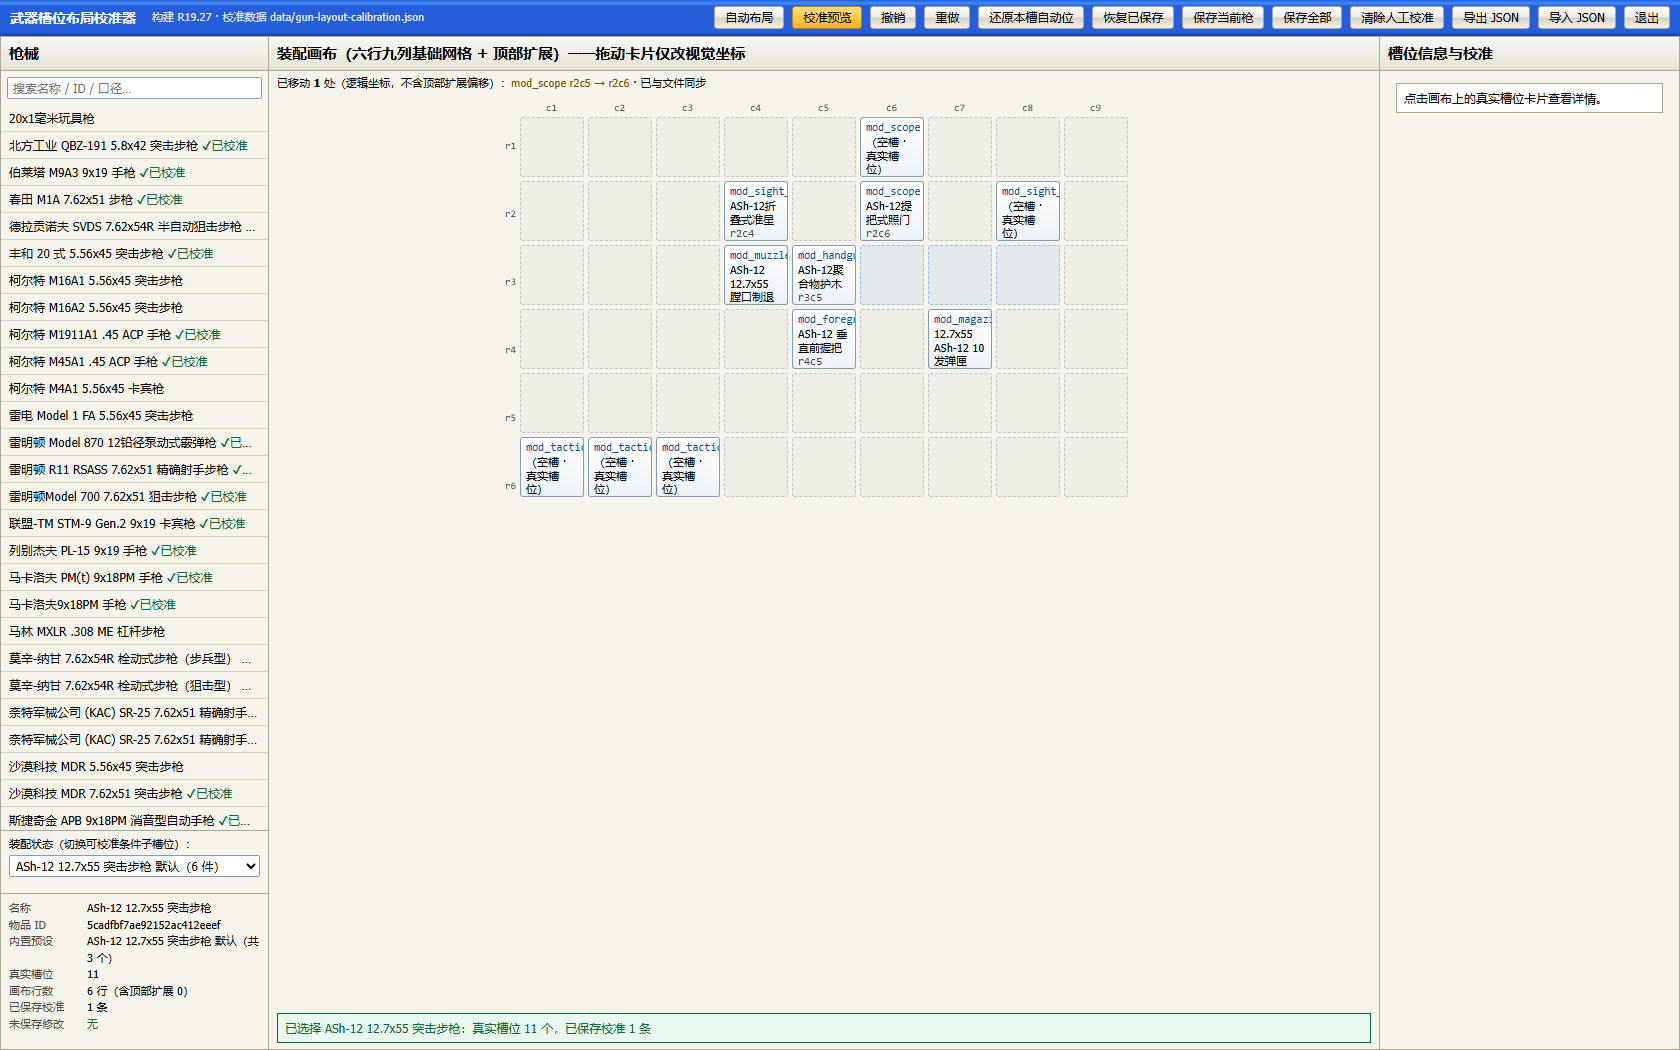 武器槽位布局校准器 构建 R19.27 · 校准数据 data/gun-layout-calibration.json 自动布局 校准预览 撤销 重做 还原本槽自动位 恢复已保存 保存当前枪 保存全部 清除人工校准 导出 JSON 导入 JSON 退出
枪械
搜索名称 / ID / 口径...
20x1毫米玩具枪
北方工业 QBZ-191 5.8x42 突击步枪 ✓已校准
伯莱塔 M9A3 9x19 手枪 ✓已校准
春田 M1A 7.62x51 步枪 ✓已校准
德拉贡诺夫 SVDS 7.62x54R 半自动狙击步枪 ...
丰和 20 式 5.56x45 突击步枪 ✓已校准
柯尔特 M16A1 5.56x45 突击步枪
柯尔特 M16A2 5.56x45 突击步枪
柯尔特 M1911A1 .45 ACP 手枪 ✓已校准
柯尔特 M45A1 .45 ACP 手枪 ✓已校准
柯尔特 M4A1 5.56x45 卡宾枪
雷电 Model 1 FA 5.56x45 突击步枪
雷明顿 Model 870 12铅径泵动式霰弹枪 ✓已...
雷明顿 R11 RSASS 7.62x51 精确射手步枪 ✓...
雷明顿Model 700 7.62x51 狙击步枪 ✓已校准
联盟-TM STM-9 Gen.2 9x19 卡宾枪 ✓已校准
列别杰夫 PL-15 9x19 手枪 ✓已校准
马卡洛夫 PM(t) 9x18PM 手枪 ✓已校准
马卡洛夫9x18PM 手枪 ✓已校准
马林 MXLR .308 ME 杠杆步枪
莫辛-纳甘 7.62x54R 栓动式步枪（步兵型） ...
莫辛-纳甘 7.62x54R 栓动式步枪（狙击型） ...
奈特军械公司 (KAC) SR-25 7.62x51 精确射手...
奈特军械公司 (KAC) SR-25 7.62x51 精确射手...
沙漠科技 MDR 5.56x45 突击步枪
沙漠科技 MDR 7.62x51 突击步枪 ✓已校准
斯捷奇金 APB 9x18PM 消音型自动手枪 ✓已...
装配状态（切换可校准条件子槽位）：
ASh-12 12.7x55 突击步枪 默认（6 件）
名称 ASh-12 12.7x55 突击步枪
物品 ID 5cadfbf7ae92152ac412eeef
内置预设 ASh-12 12.7x55 突击步枪 默认（共
3 个）
真实槽位 11
画布行数 6 行（含顶部扩展 0）
已保存校准 1 条
未保存修改 无
装配画布（六行九列基础网格 + 顶部扩展）——拖动卡片仅改视觉坐标
已移动 1 处（逻辑坐标，不含顶部扩展偏移）: mod_scope r2c5 → r2c6 · 已与文件同步
c1 c2 c3 c4 c5 c6 c7 c8 c9
r1
mod_scope
（空槽 ·
真实槽
位）
r2
mod_sight_
ASh-12折
叠式准星
r2c4
mod_scope
ASh-12提
把式照门
r2c6
mod_sight_
（空槽 ·
真实槽
位）
r3
mod_muzzle
ASh-12
12.7x55
膛口制退
mod_handgu
ASh-12聚
合物护木
r3c5
r4
mod_foregr
ASh-12 垂
直前握把
r4c5
mod_magazi
12.7x55
ASh-12 10
发弹匣
r5
r6
mod_tactic
（空槽 ·
真实槽
位）
mod_tactic
（空槽 ·
真实槽
位）
mod_tactic
（空槽 ·
真实槽
位）
已选择 ASh-12 12.7x55 突击步枪：真实槽位 11 个，已保存校准 1 条
槽位信息与校准
点击画布上的真实槽位卡片查看详情。